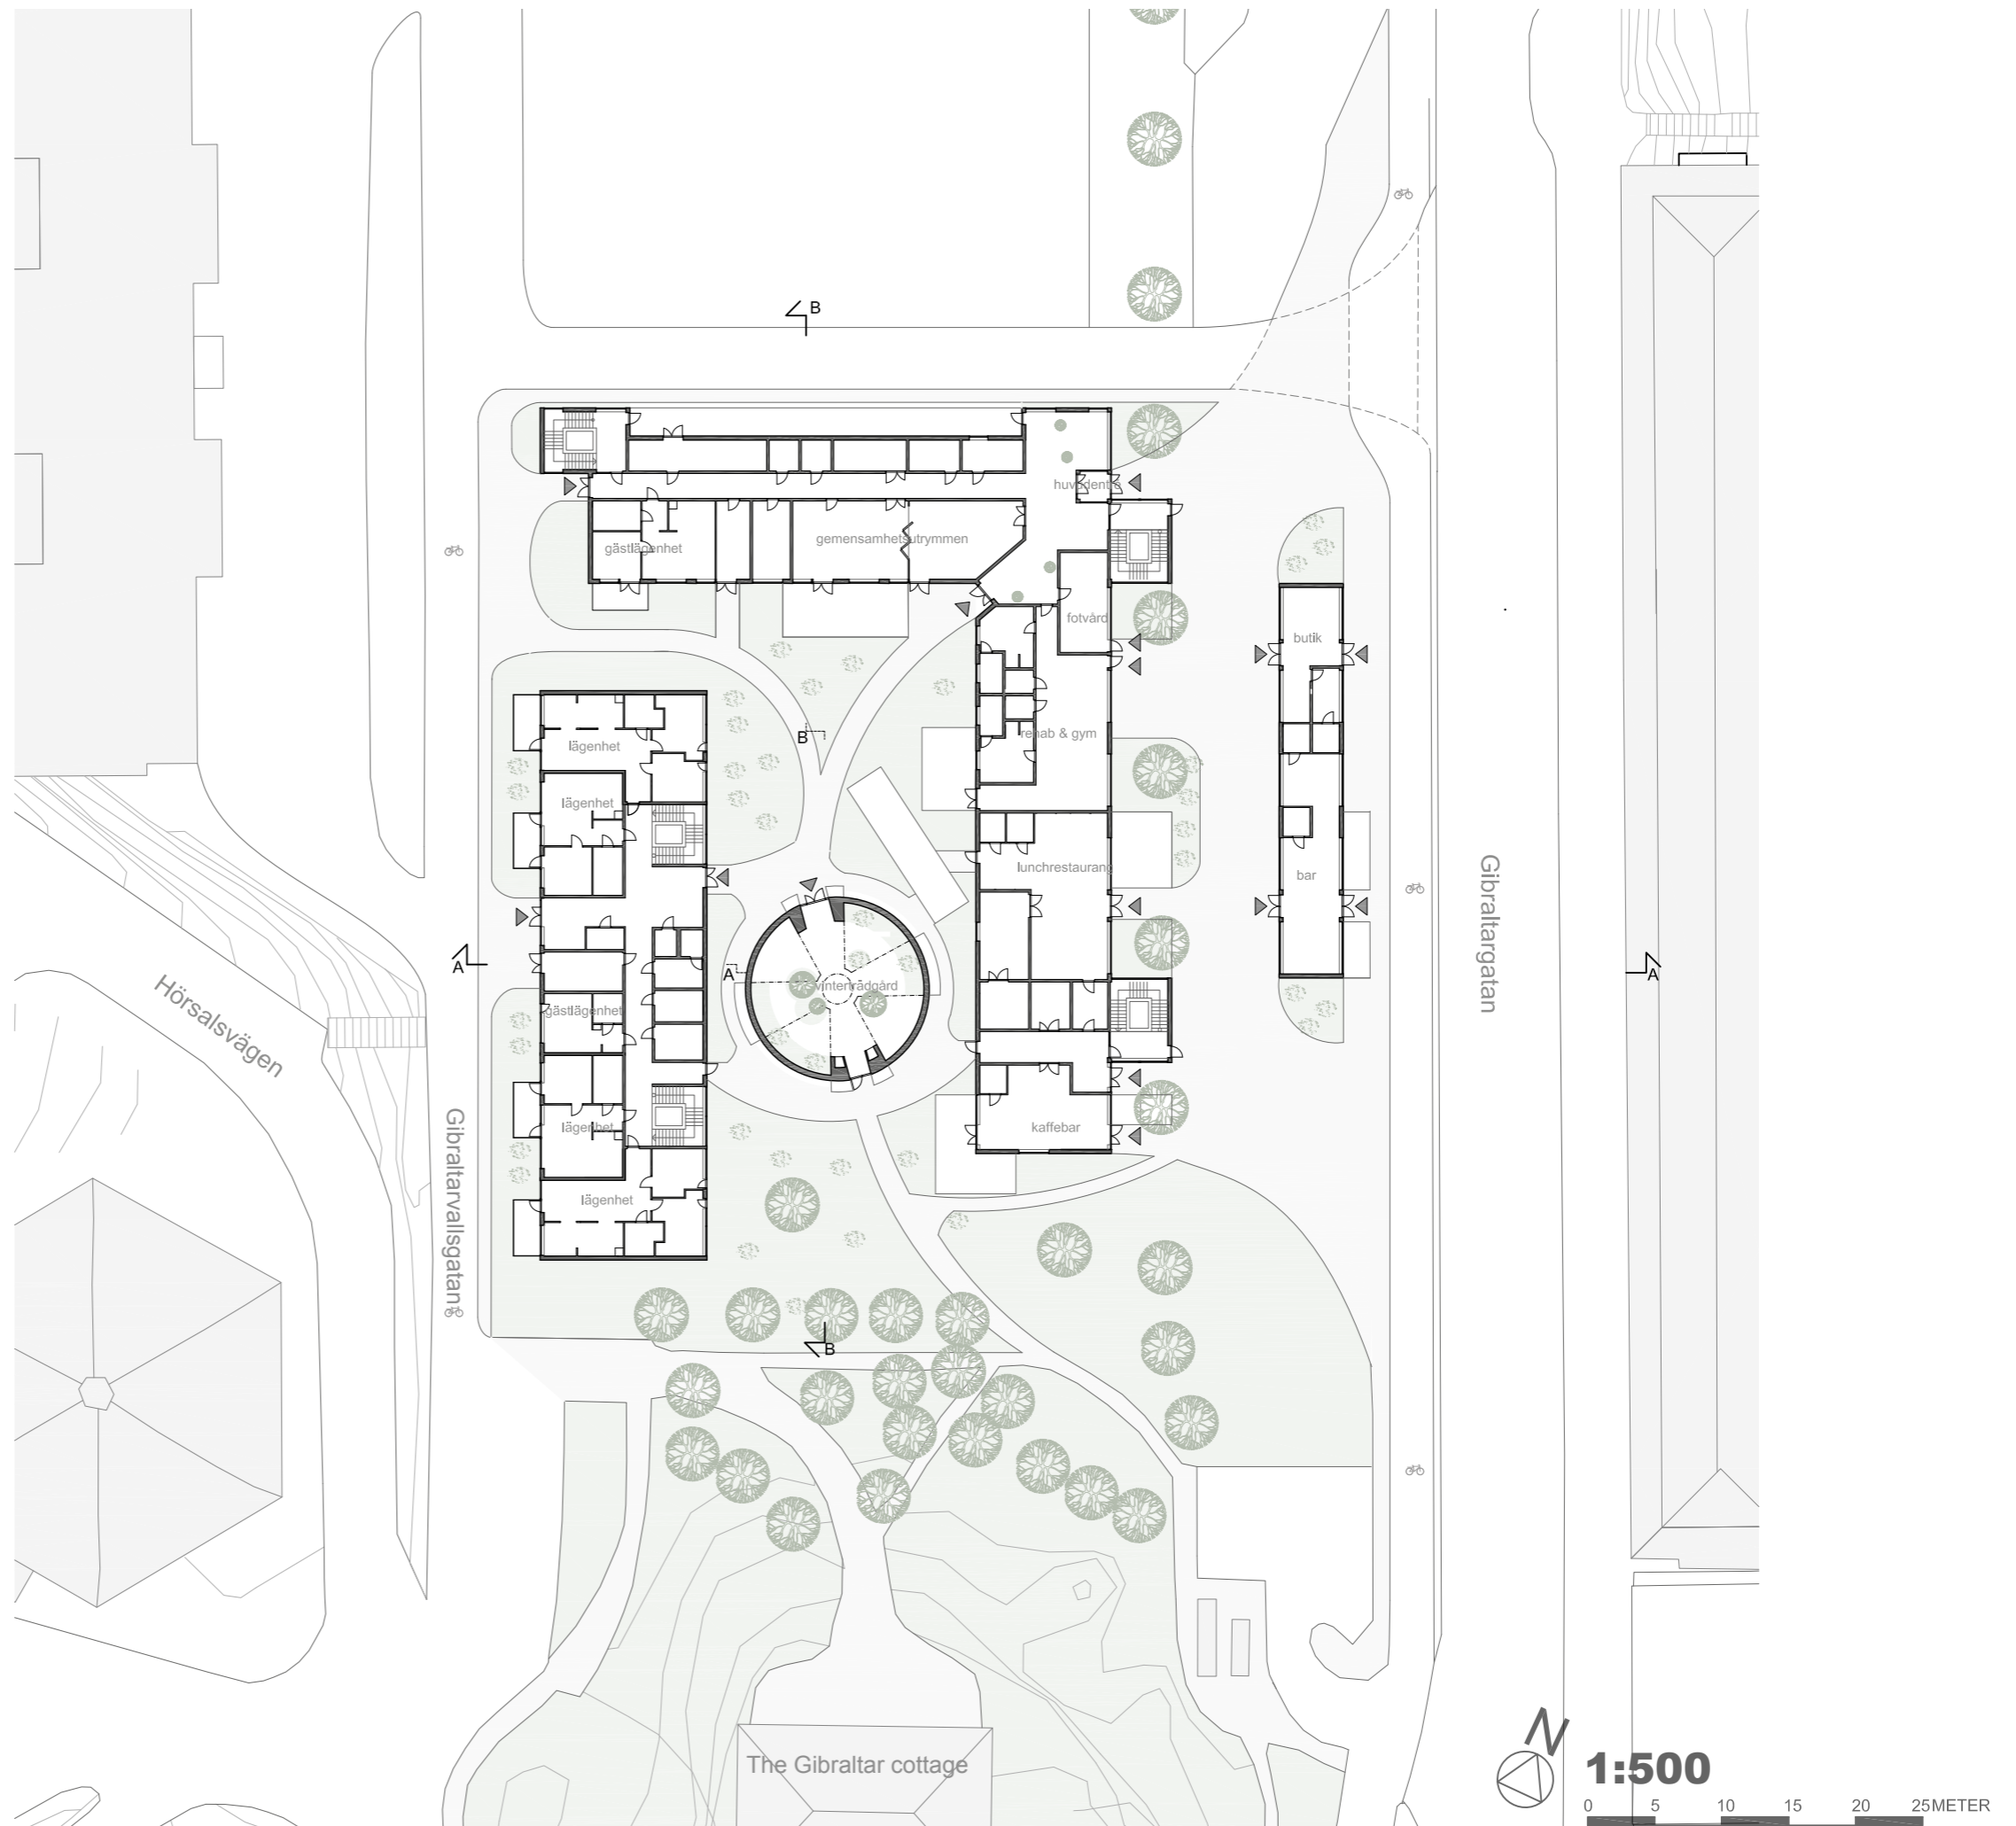 B
huvudentré
gästlägenhet
gemensamhetsutrymmen
fotvård
butik
B
rehab & gym
lägenhet
lägenhet
lunchrestaurang
bar
Gibraltargatan
A
A
A
vinterträdgård
Hörsalsvägen
gästlägenhet
Gibraltarvallsgatan
lägenhet
kaffebar
lägenhet
B
N
The Gibraltar cottage
1:500
0 5 10 15 20 25METER